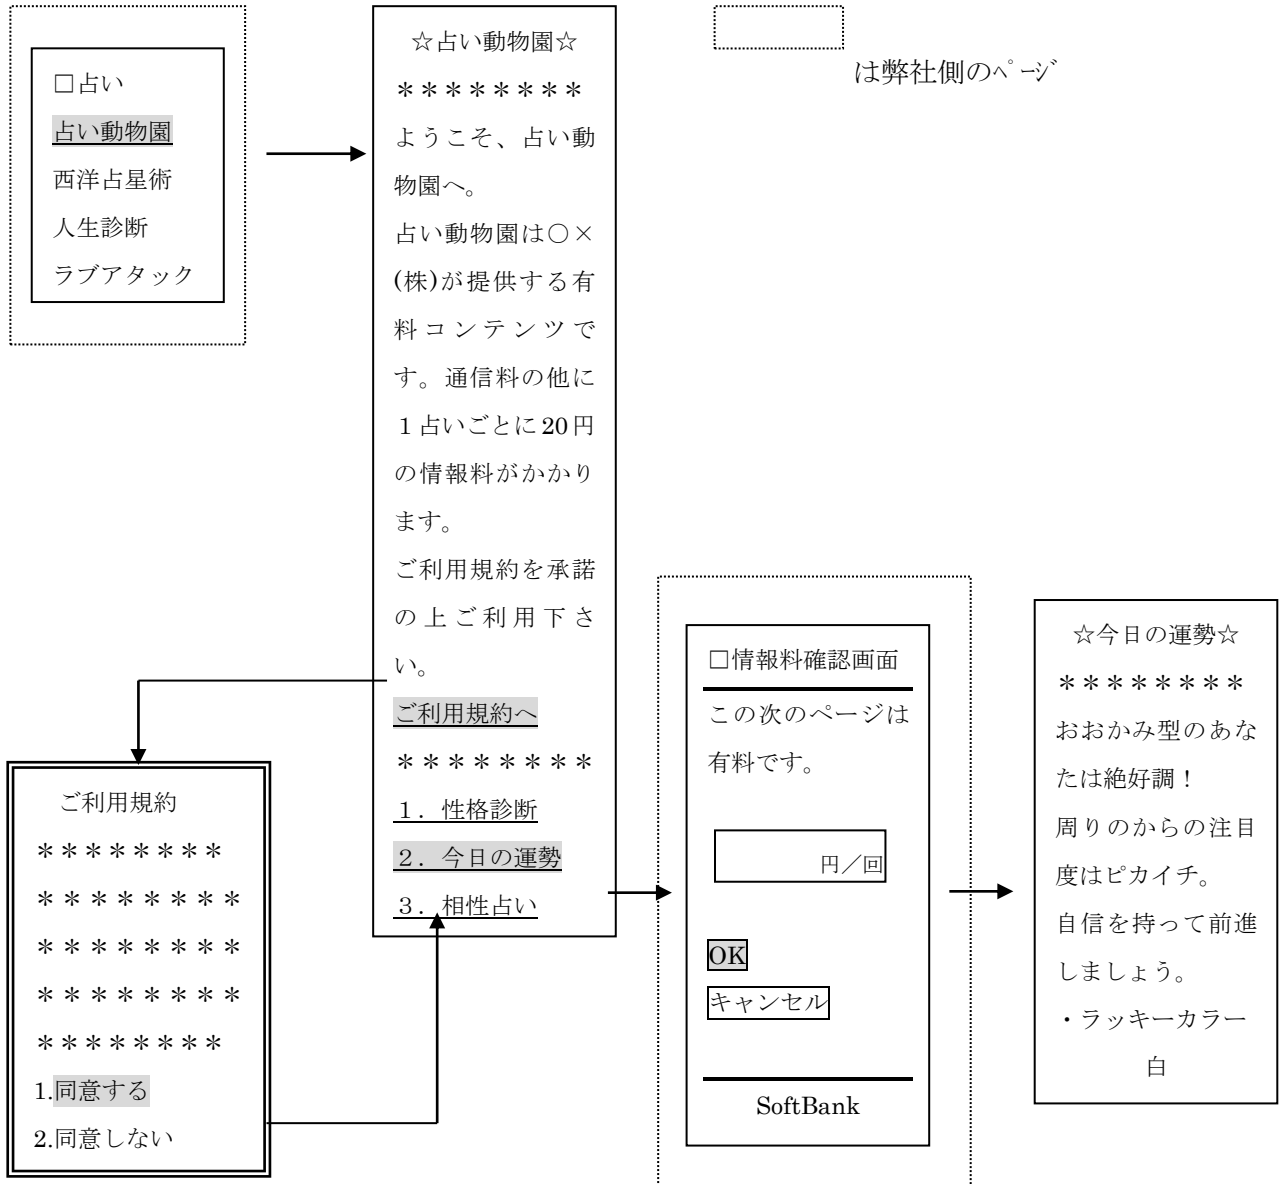 □占い
占い動物園
西洋占星術
人生診断
ラブアタック
☆占い動物園☆
********
ようこそ、占い動
物園へ。
占い動物園は○×
(株)が提供する有
料コンテンツで
す。通信料の他に
１占いごとに20円
の情報料がかかり
ます。
ご利用規約を承諾
の上ご利用下さ
い。
ご利用規約へ
********
１．性格診断
２．今日の運勢
３．相性占い
は弊社側のﾍﾟｰｼﾞ
ご利用規約
********
********
********
********
********
1.同意する
2.同意しない
□情報料確認画面
この次のページは
有料です。
円／回
OK
キャンセル
SoftBank
☆今日の運勢☆
********
おおかみ型のあな
たは絶好調！
周りのからの注目
度はピカイチ。
自信を持って前進
しましょう。
・ラッキーカラー
白